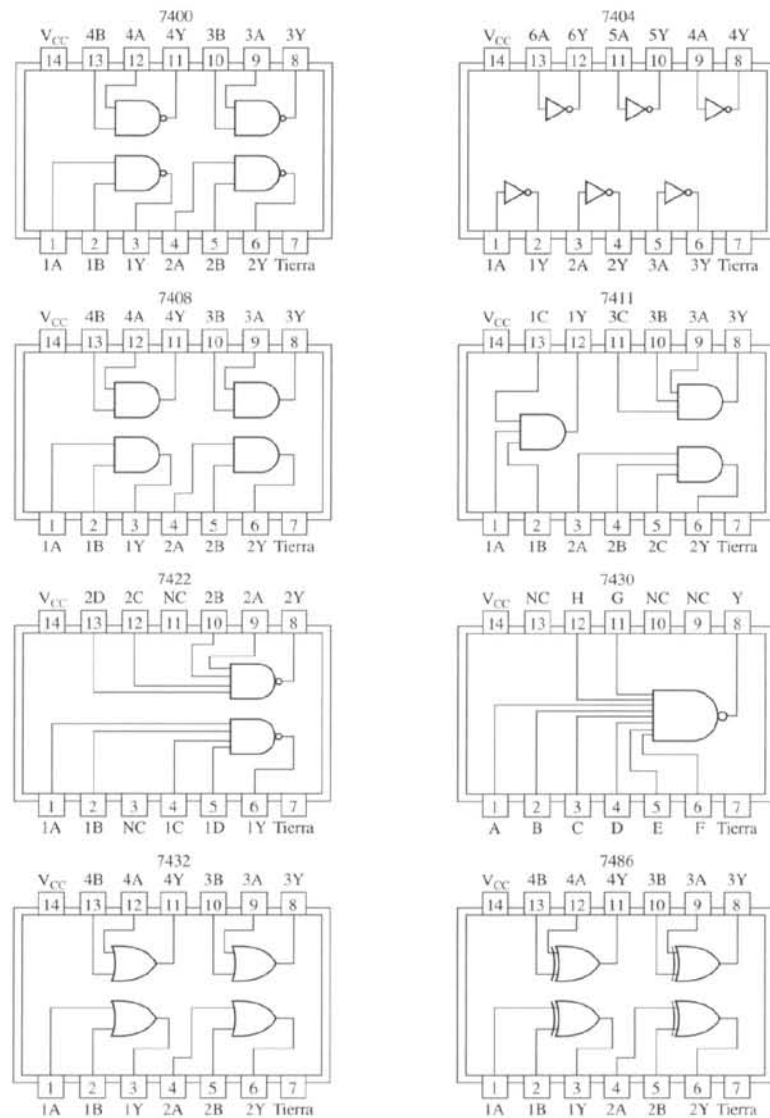 7400 7404
V_CC 4B 4A 4Y 3B 3A 3Y V_CC 6A 6Y 5A 5Y 4A 4Y
14 13 12 11 10 9 8 14 13 12 11 10 9 8
1 2 3 4 5 6 7 1 2 3 4 5 6 7
1A 1B 1Y 2A 2B 2Y Tierra 1A 1Y 2A 2Y 3A 3Y Tierra
7408 7411
V_CC 4B 4A 4Y 3B 3A 3Y V_CC 1C 1Y 3C 3B 3A 3Y
14 13 12 11 10 9 8 14 13 12 11 10 9 8
1 2 3 4 5 6 7 1 2 3 4 5 6 7
1A 1B 1Y 2A 2B 2Y Tierra 1A 1B 2A 2B 2C 2Y Tierra
7422 7430
V_CC 2D 2C NC 2B 2A 2Y V_CC NC H G NC NC Y
14 13 12 11 10 9 8 14 13 12 11 10 9 8
1 2 3 4 5 6 7 1 2 3 4 5 6 7
1A 1B NC 1C 1D 1Y Tierra A B C D E F Tierra
7432 7486
V_CC 4B 4A 4Y 3B 3A 3Y V_CC 4B 4A 4Y 3B 3A 3Y
14 13 12 11 10 9 8 14 13 12 11 10 9 8
1 2 3 4 5 6 7 1 2 3 4 5 6 7
1A 1B 1Y 2A 2B 2Y Tierra 1A 1B 1Y 2A 2B 2Y Tierra